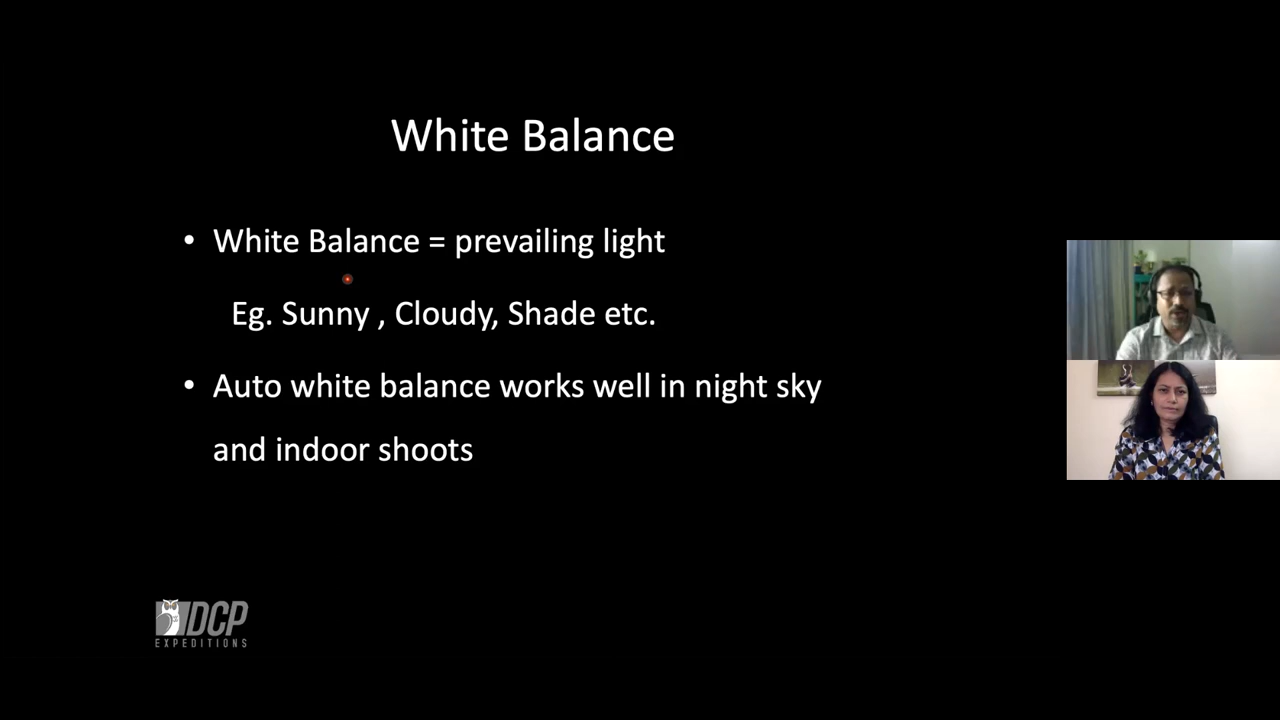 White Balance
• White Balance = prevailing light
Eg. Sunny , Cloudy, Shade etc.
• Auto white balance works well in night sky
and indoor shoots
DCP
EXPEDITIONS